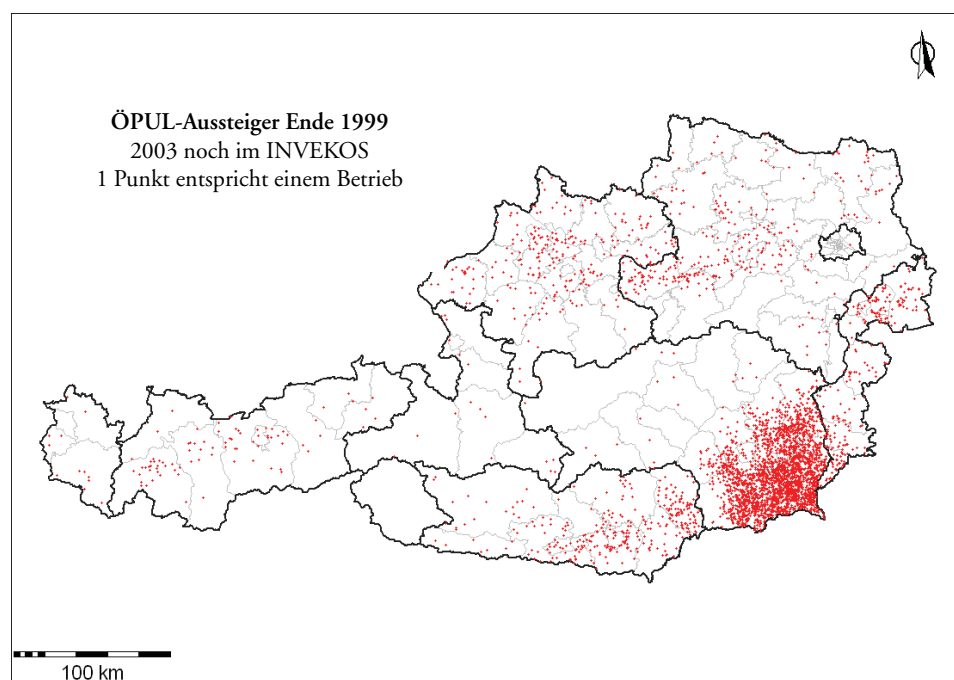 ÖPUL-Aussteiger Ende 1999
2003 noch im INVEKOS
1 Punkt entspricht einem Betrieb
100 km